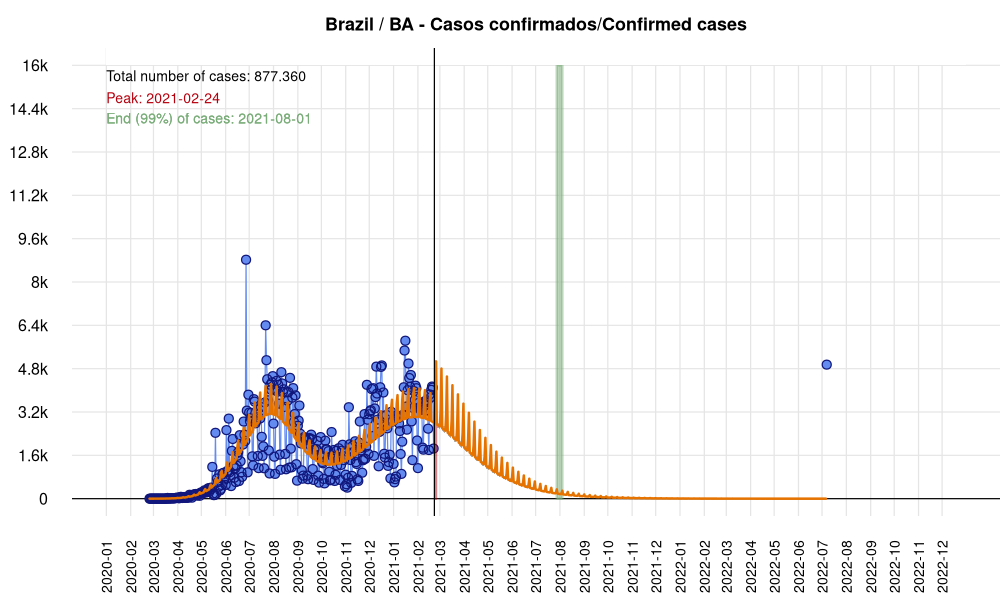 Brazil / BA - Casos confirmados/Confirmed cases
16k
14.4k
12.8k
11.2k
9.6k
8k
6.4k
4.8k
3.2k
1.6k
0
Total number of cases: 877.360
Peak: 2021-02-24
End (99%) of cases: 2021-08-01
2020-01
2020-02
2020-03
2020-04
2020-05
2020-06
2020-07
2020-08
2020-09
2020-10
2020-11
2020-12
2021-01
2021-02
2021-03
2021-04
2021-05
2021-06
2021-07
2021-08
2021-09
2021-10
2021-11
2021-12
2022-01
2022-02
2022-03
2022-04
2022-05
2022-06
2022-07
2022-08
2022-09
2022-10
2022-11
2022-12